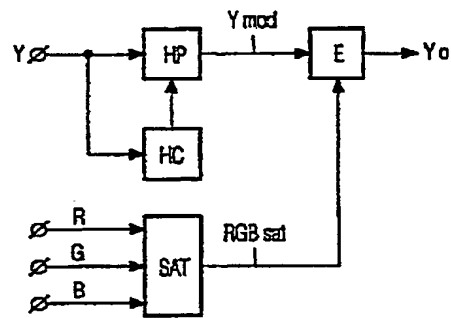 Y mod
Y HP E Yo
HC
R
RGB sat
G SAT
B